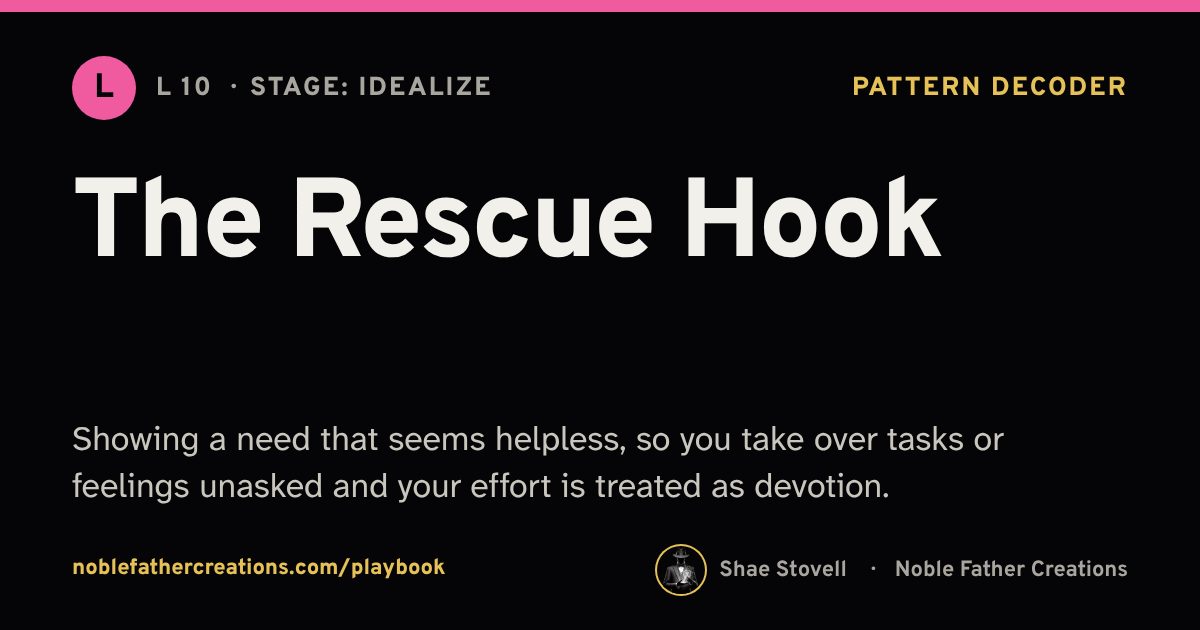 L
L 10 · STAGE: IDEALIZE
PATTERN DECODER
The Rescue Hook
Showing a need that seems helpless, so you take over tasks or
feelings unasked and your effort is treated as devotion.
noblefathercreations.com/playbook
Shae Stovell · Noble Father Creations